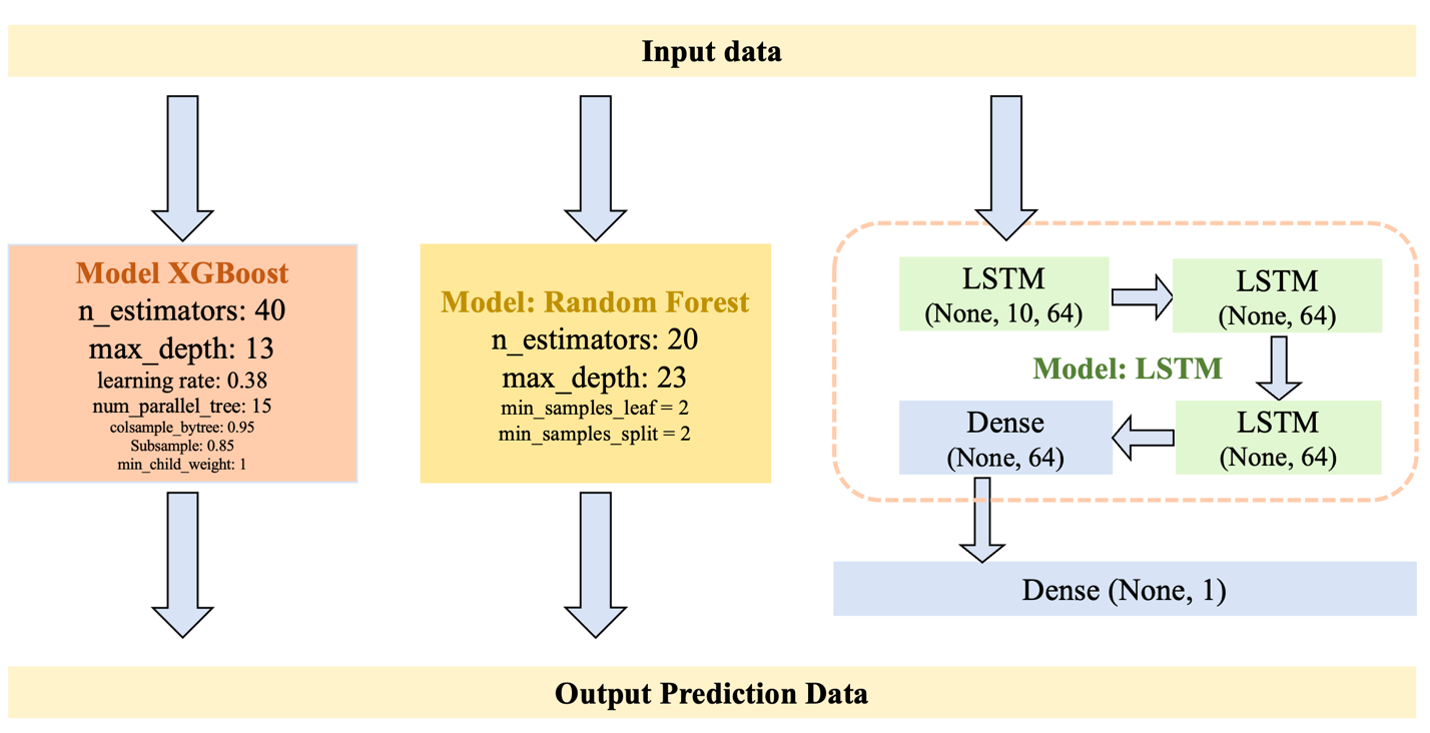 Input data
Model XGBoost
n_estimators: 40
max_depth: 13
learning rate: 0.38
num_parallel_tree: 15
colsample_bytree: 0.95
Subsample: 0.85
min_child_weight: 1
Model: Random Forest
n_estimators: 20
max_depth: 23
min_samples_leaf = 2
min_samples_split = 2
LSTM
(None, 10, 64)
LSTM
(None, 64)
Model: LSTM
LSTM
(None, 64)
Dense
(None, 64)
Dense (None, 1)
Output Prediction Data